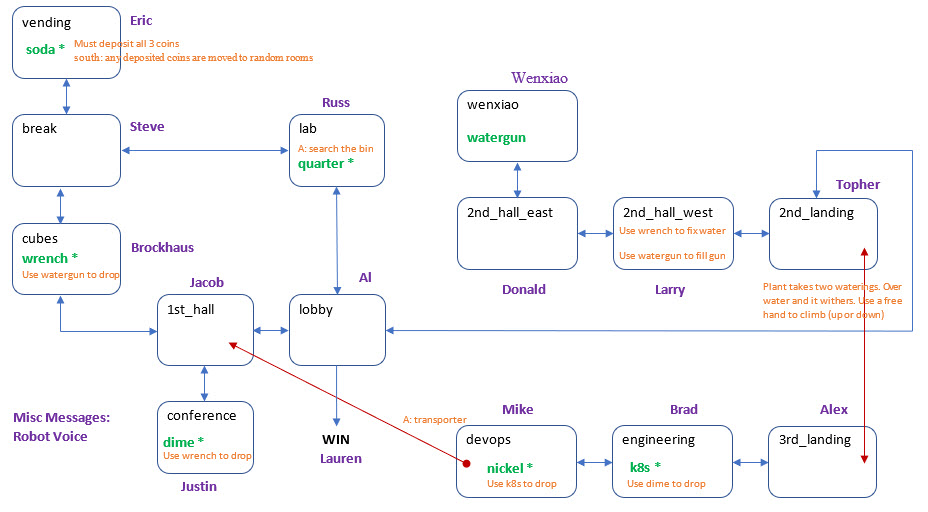 vending
Eric
soda *
Must deposit all 3 coins
south: any deposited coins are moved to random rooms
break
Steve
Russ
lab
A: search the bin
quarter *
Wenxiao
wenxiao
watergun
Topher
cubes
wrench *
Use watergun to drop
Brockhaus
2nd_hall_east
2nd_hall_west
Use wrench to fix water
Use watergun to fill gun
2nd_landing
Donald
Larry
Plant takes two waterings. Over
water and it withers. Use a free
hand to climb (up or down)
Jacob
1st_hall
Al
lobby
Misc Messages:
Robot Voice
conference
dime *
Use wrench to drop
Justin
WIN
Lauren
A: transporter
Mike
devops
nickel *
Use k8s to drop
Brad
engineering
k8s *
Use dime to drop
Alex
3rd_landing